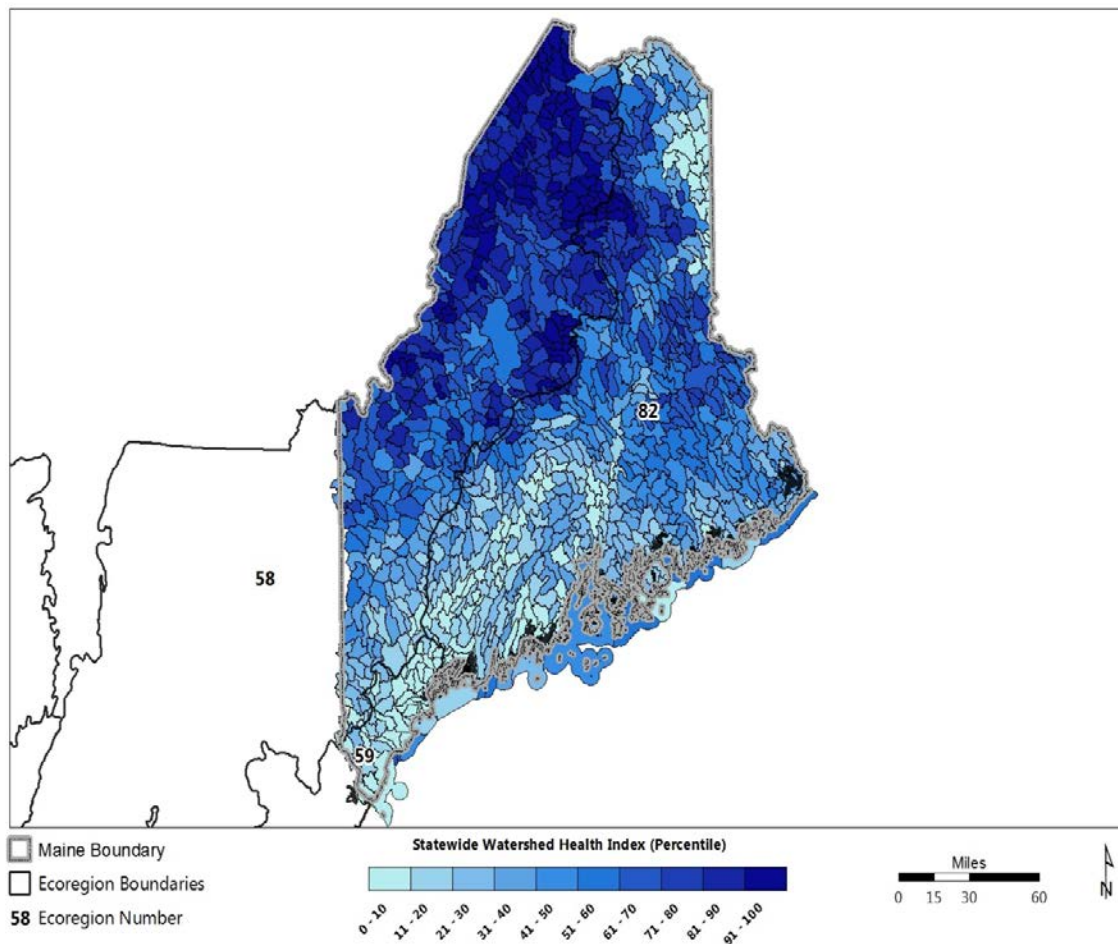 82
58
59
Maine Boundary
Ecoregion Boundaries
58 Ecoregion Number
Statewide Watershed Health Index (Percentile)
0 - 10
11 - 20
21 - 30
31 - 40
41 - 50
51 - 60
61 - 70
71 - 80
81 - 90
91 - 100
Miles
0 15 30 60
N